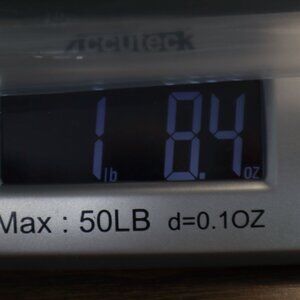 Accuteck
1 lb 8.4 oz
Max : 50LB d=0.1OZ